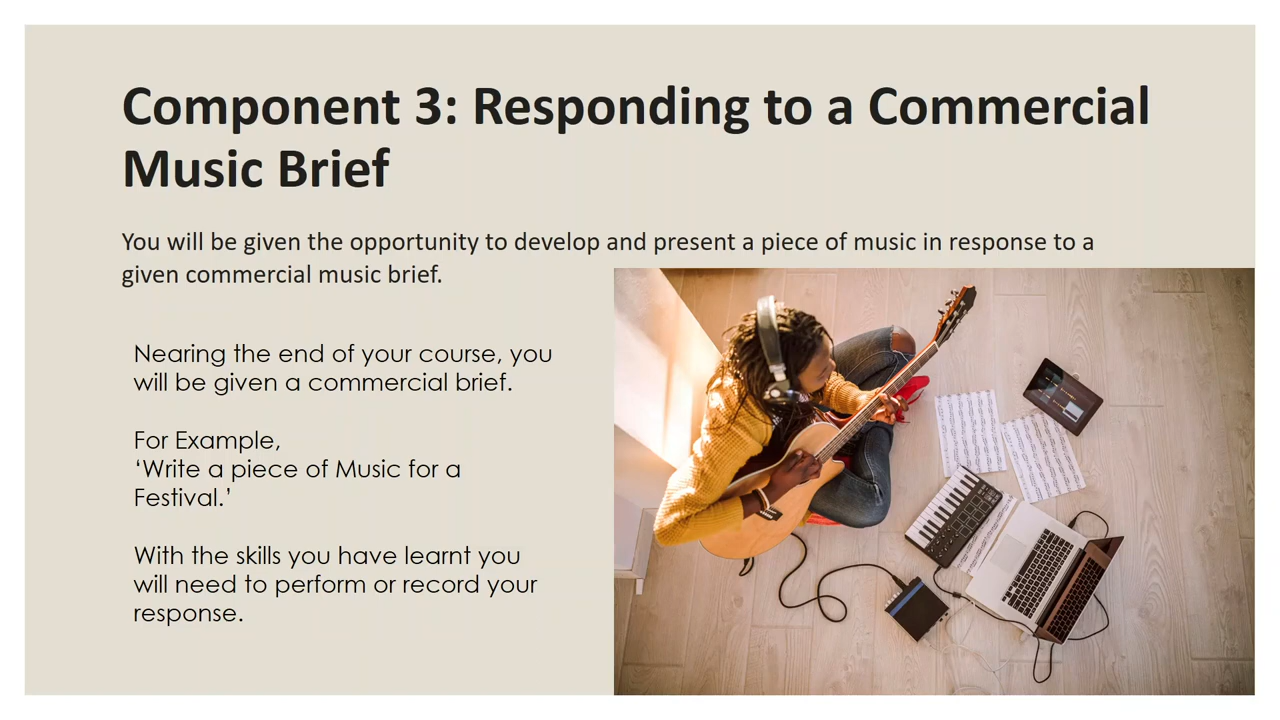 Component 3: Responding to a Commercial
Music Brief
You will be given the opportunity to develop and present a piece of music in response to a
given commercial music brief.
Nearing the end of your course, you
will be given a commercial brief.
For Example,
‘Write a piece of Music for a
Festival.’
With the skills you have learnt you
will need to perform or record your
response.